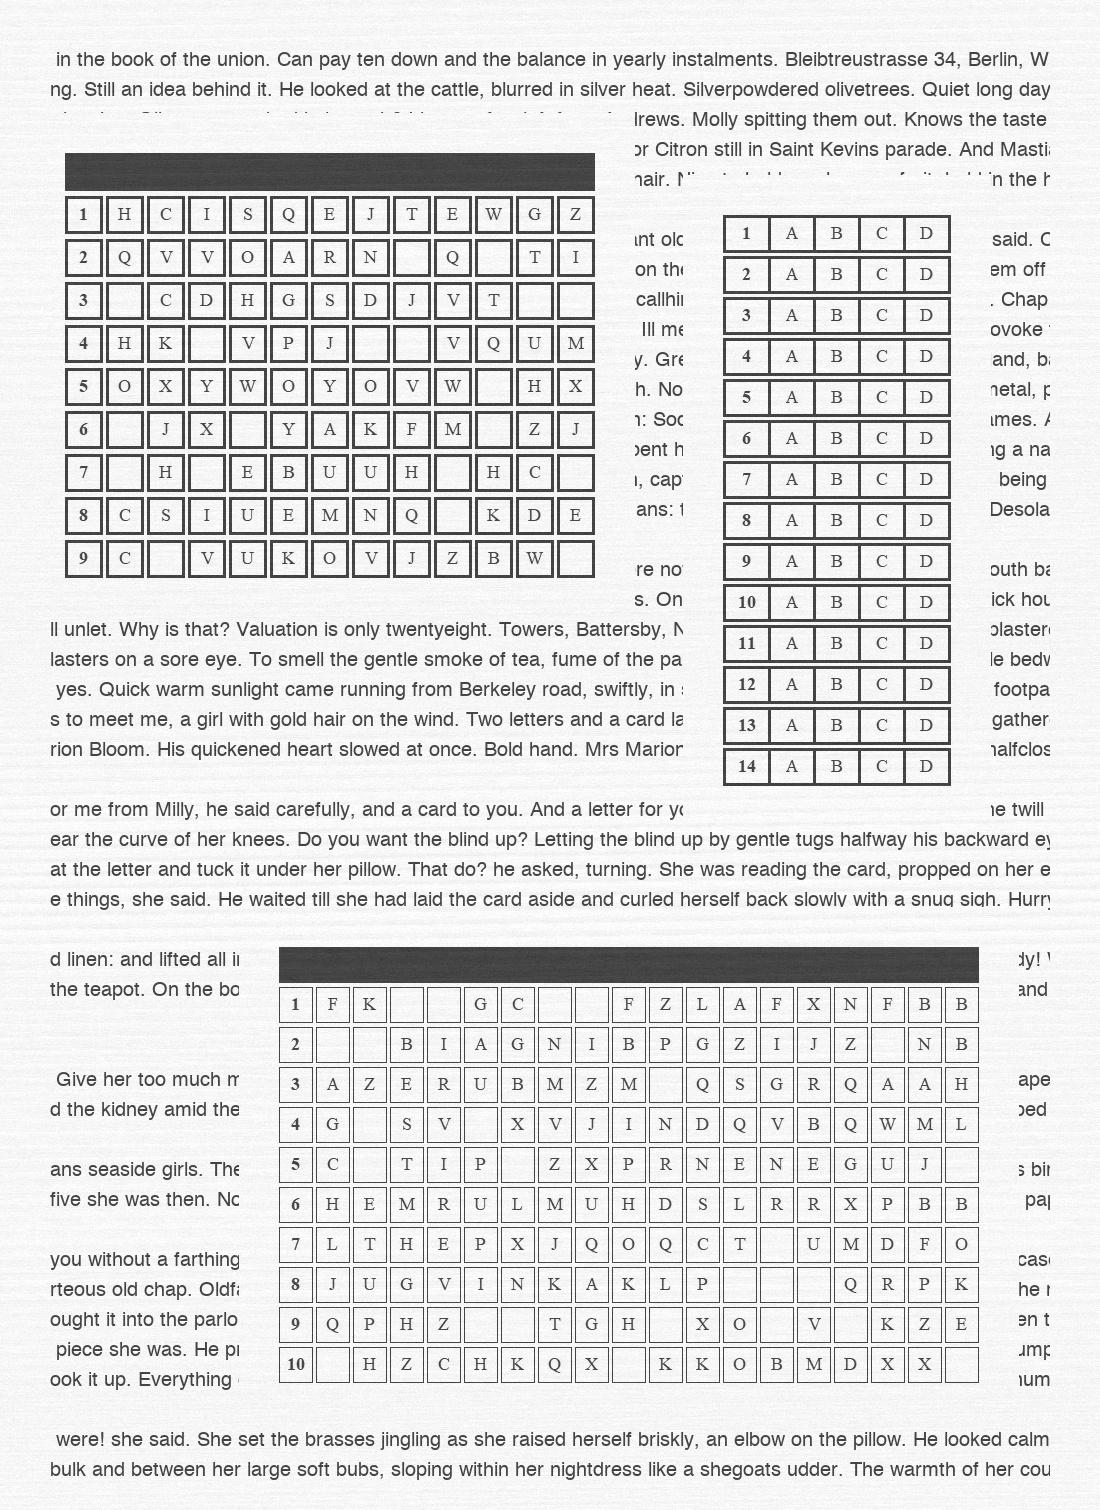 in the book of the union. Can pay ten down and the balance in yearly instalments. Bleibtreustrasse 34, Berlin, W
ng. Still an idea behind it. He looked at the cattle, blurred in silver heat. Silverpowdered olivetrees. Quiet long day
drews. Molly spitting them out. Knows the taste
or Citron still in Saint Kevins parade. And Masti
hair. in the h
1 H C I S Q E J T E W G Z
2 Q V V O A R N Q T I
3 C D H G S D J V T
4 H K V P J V Q U M
5 O X Y W O Y O V W H X
6 J X Y A K F M Z J
7 H E B U U H H C
8 C S I U E M N Q K D E
9 C V U K O V J Z B W
ant old
on the
callhi
Ill me
y. Gre
h. No
n: Sod
pent h
n, cap
ans: t
re no
s. On
1 A B C D
2 A B C D
3 A B C D
4 A B C D
5 A B C D
6 A B C D
7 A B C D
8 A B C D
9 A B C D
10 A B C D
11 A B C D
12 A B C D
13 A B C D
14 A B C D
said. C
em off
. Chap
ovoke
and, ba
metal, p
ames. A
ng a na
being
Desola
outh ba
ick hou
ll unlet. Why is that? Valuation is only twentyeight. Towers, Battersby, N plaster
lasters on a sore eye. To smell the gentle smoke of tea, fume of the pa le bedw
yes. Quick warm sunlight came running from Berkeley road, swiftly, in s footpa
s to meet me, a girl with gold hair on the wind. Two letters and a card la gather
rion Bloom. His quickened heart slowed at once. Bold hand. Mrs Marion halfclos
or me from Milly, he said carefully, and a card to you. And a letter for yo he twill
ear the curve of her knees. Do you want the blind up? Letting the blind up by gentle tugs halfway his backward ey
at the letter and tuck it under her pillow. That do? he asked, turning. She was reading the card, propped on her e
e things, she said. He waited till she had laid the card aside and curled herself back slowly with a snug sigh. Hurry
d linen: and lifted all i dy!
the teapot. On the bo and
Give her too much m ape
d the kidney amid the ped
ans seaside girls. The s bir
five she was then. No pap
you without a farthing case
rteous old chap. Oldfa he
ought it into the parlo en t
piece she was. He pr ump
ook it up. Everything num
1 F K G C F Z L A F X N F B B
2 B I A G N I B P G Z I J Z N B
3 A Z E R U B M Z M Q S G R Q A A H
4 G S V X V J I N D Q V B Q W M L
5 C T I P Z X P R N E N E G U J
6 H E M R U L M U H D S L R R X P B B
7 L T H E P X J Q O Q C T U M D F O
8 J U G V I N K A K L P Q R P K
9 Q P H Z T G H X O V K Z E
10 H Z C H K Q X K K O B M D X X
were! she said. She set the brasses jingling as she raised herself briskly, an elbow on the pillow. He looked calm
bulk and between her large soft bubs, sloping within her nightdress like a shegoats udder. The warmth of her cou